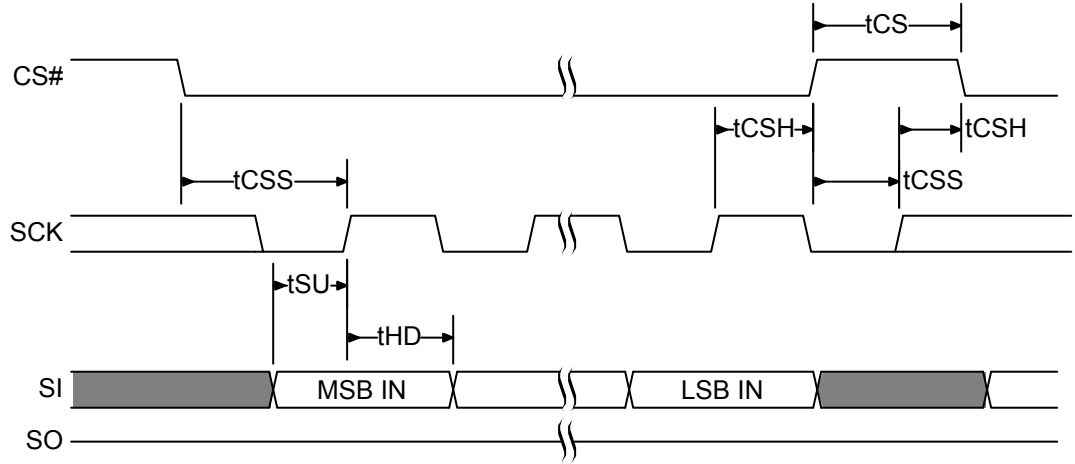 tCS
CS#
tCSH
tCSH
tCSS
tCSS
SCK
tSU
tHD
SI
MSB IN
LSB IN
SO